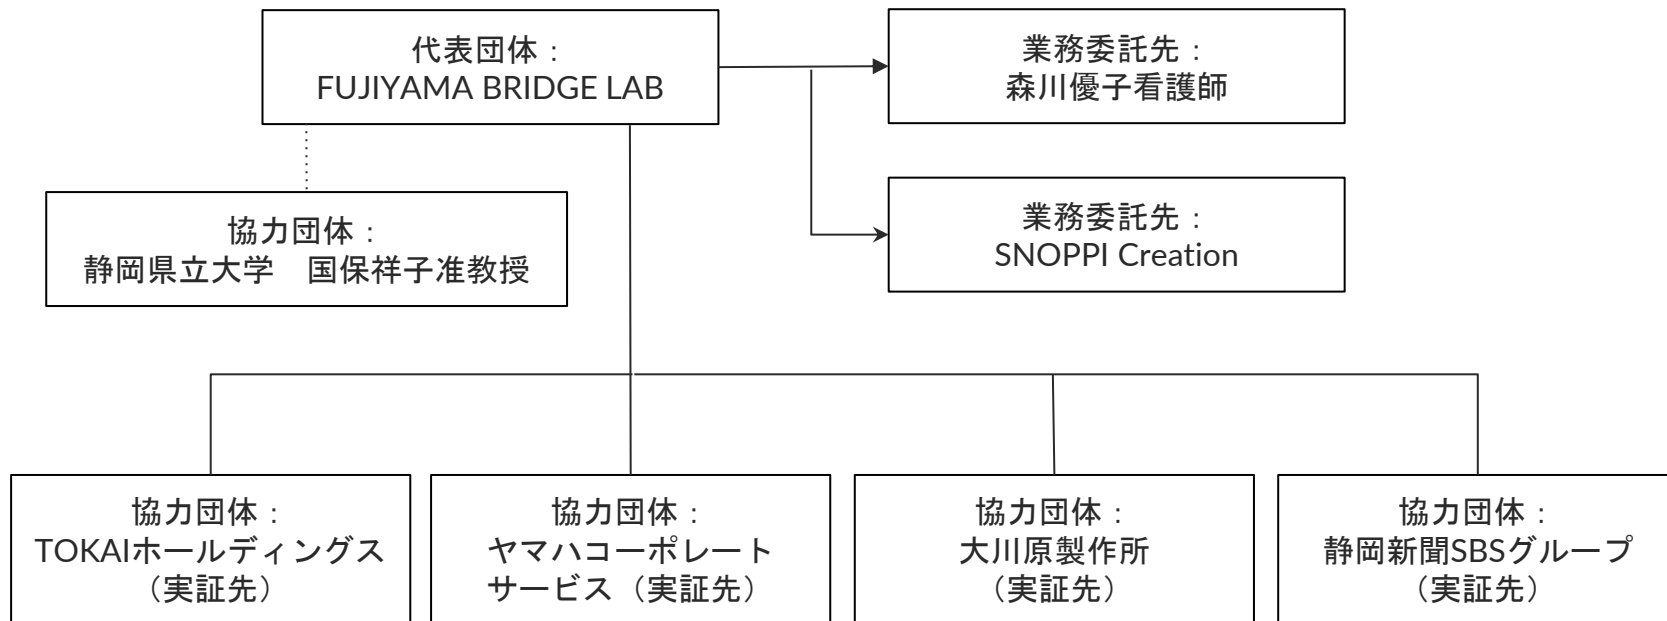 代表団体：
FUJIYAMA BRIDGE LAB
業務委託先：
森川優子看護師
協力団体：
静岡県立大学　国保祥子准教授
業務委託先：
SNOPPI Creation
協力団体：
TOKAIホールディングス
（実証先）
協力団体：
ヤマハコーポレート
サービス（実証先）
協力団体：
大川原製作所
（実証先）
協力団体：
静岡新聞SBSグループ
（実証先）